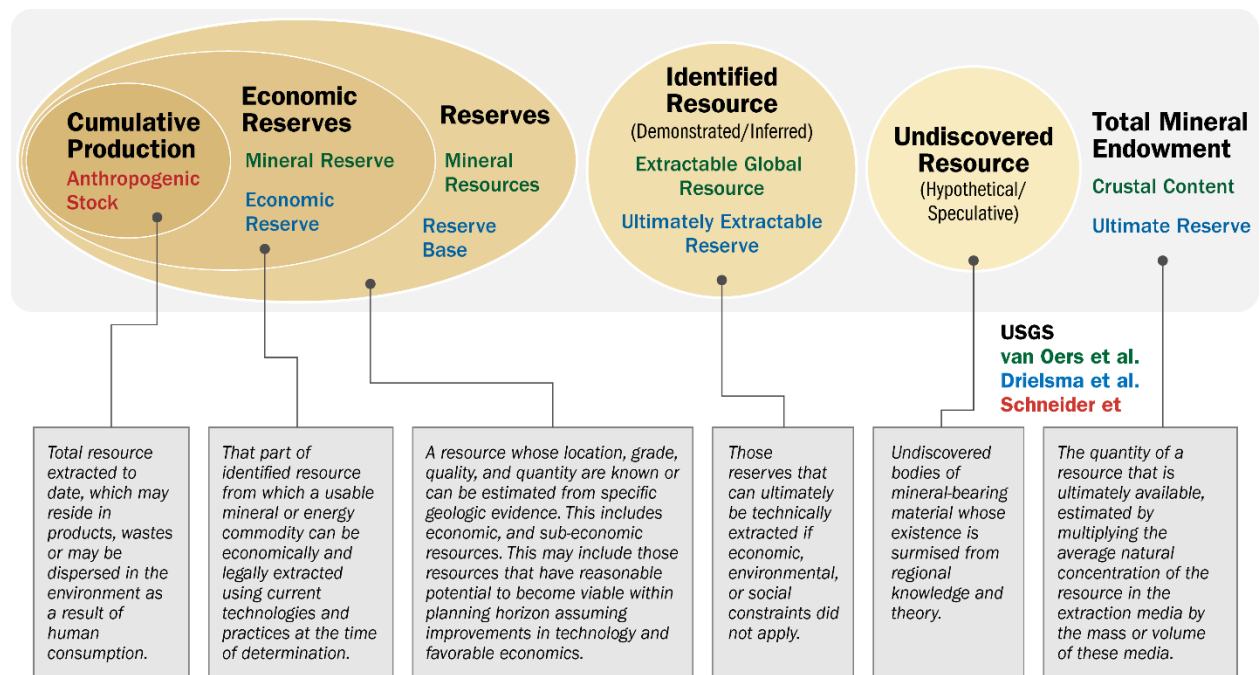 Cumulative
Production
Anthropogenic
Stock
Economic
Reserves
Mineral Reserve
Economic
Reserve
Reserves
Mineral
Resources
Reserve
Base
Identified
Resource
(Demonstrated/Inferred)
Extractable Global
Resource
Ultimately Extractable
Reserve
Undiscovered
Resource
(Hypothetical/
Speculative)
Total Mineral
Endowment
Crustal Content
Ultimate Reserve
USGS
van Oers et al.
Drielsma et al.
Schneider et
Total resource
extracted to
date, which may
reside in
products, wastes
or may be
dispersed in the
environment as
a result of
human
consumption.
That part of
identified resource
from which a usable
mineral or energy
commodity can be
economically and
legally extracted
using current
technologies and
practices at the time
of determination.
A resource whose location, grade,
quality, and quantity are known or
can be estimated from specific
geologic evidence. This includes
economic, and sub-economic
resources. This may include those
resources that have reasonable
potential to become viable within
planning horizon assuming
improvements in technology and
favorable economics.
Those
reserves that
can ultimately
be technically
extracted if
economic,
environmental,
or social
constraints did
not apply.
Undiscovered
bodies of
mineral-bearing
material whose
existence is
surmised from
regional
knowledge and
theory.
The quantity of a
resource that is
ultimately available,
estimated by
multiplying the
average natural
concentration of the
resource in the
extraction media by
the mass or volume
of these media.